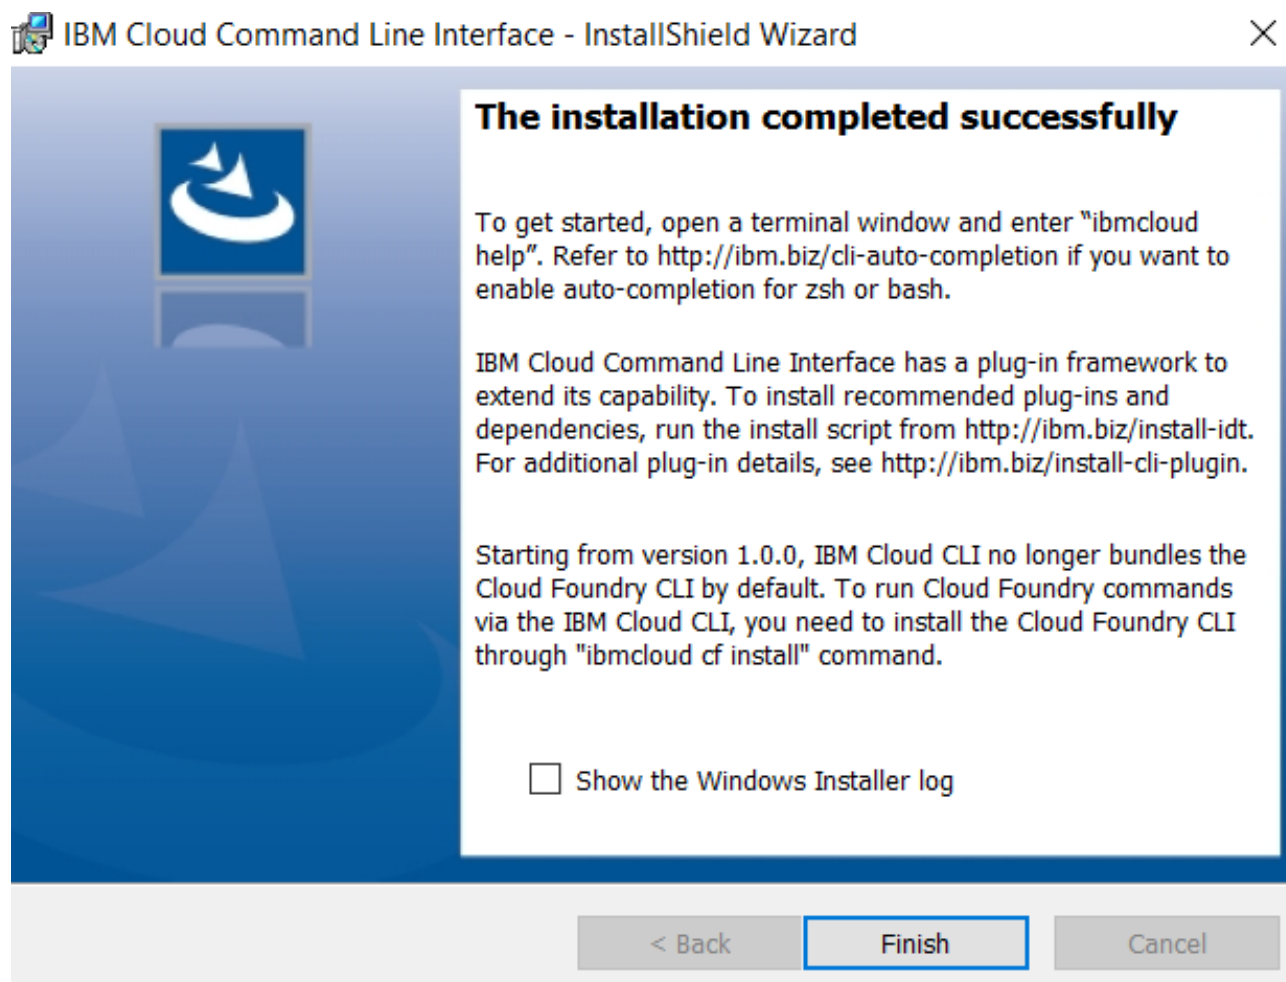 IBM Cloud Command Line Interface - InstallShield Wizard
The installation completed successfully
To get started, open a terminal window and enter “ibmcloud
help”. Refer to http://ibm.biz/cli-auto-completion if you want to
enable auto-completion for zsh or bash.
IBM Cloud Command Line Interface has a plug-in framework to
extend its capability. To install recommended plug-ins and
dependencies, run the install script from http://ibm.biz/install-idt.
For additional plug-in details, see http://ibm.biz/install-cli-plugin.
Starting from version 1.0.0, IBM Cloud CLI no longer bundles the
Cloud Foundry CLI by default. To run Cloud Foundry commands
via the IBM Cloud CLI, you need to install the Cloud Foundry CLI
through "ibmcloud cf install" command.
Show the Windows Installer log
< Back Finish Cancel